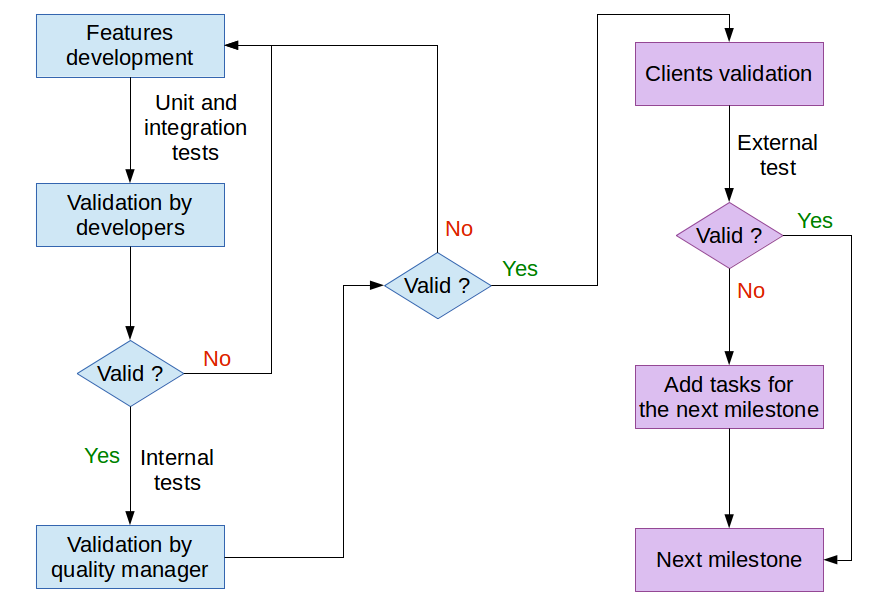 Features
development
Unit and
integration
tests
Validation by
developers
Valid ?
No
Yes
Internal
tests
Validation by
quality manager
No
Valid ?
Yes
Clients validation
External
test
Valid ?
Yes
No
Add tasks for
the next milestone
Next milestone